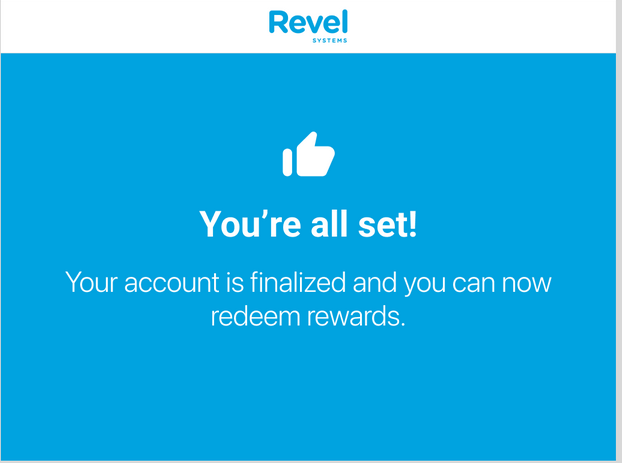 Revel
SYSTEMS
You're all set!
Your account is finalized and you can now
redeem rewards.